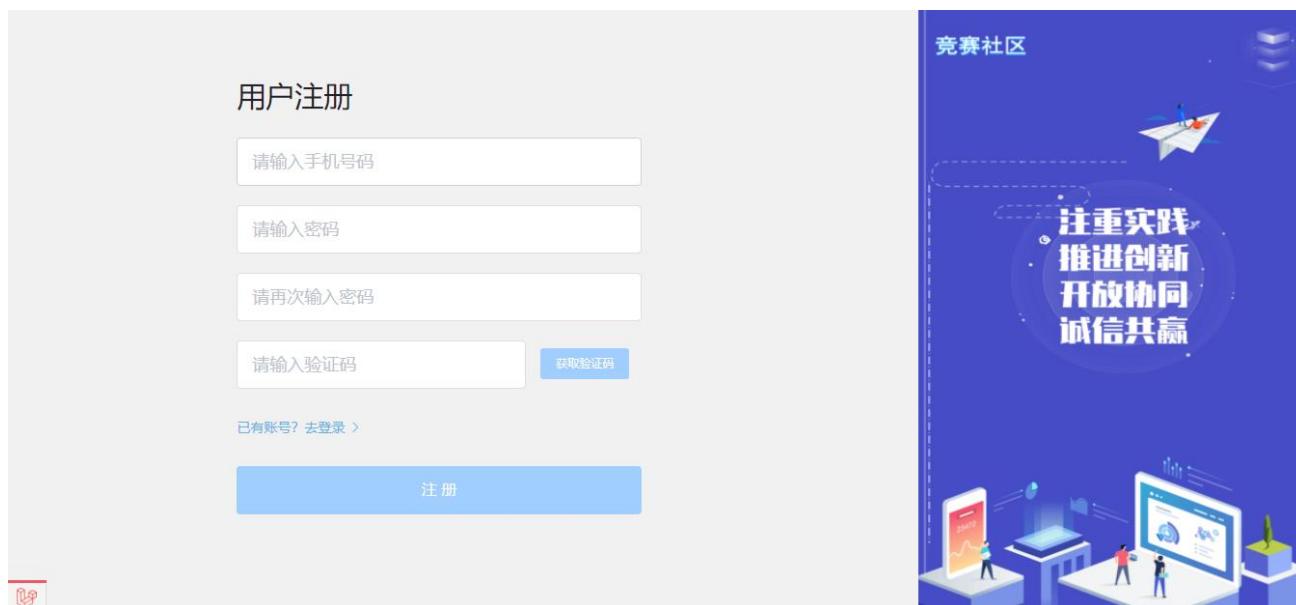 用户注册
请输入手机号码
请输入密码
请再次输入密码
请输入验证码
获取验证码
已有账号？去登录 >
注 册
竞赛社区
注重实践
推进创新
开放协同
诚信共赢